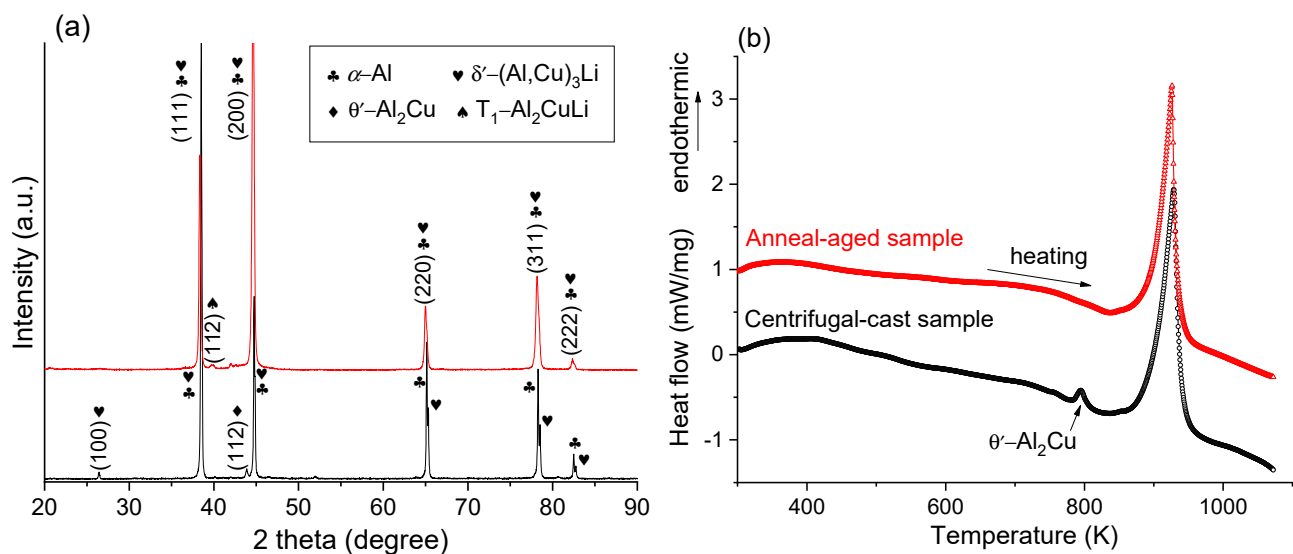 (a)
♣ α–Al ♥ δ′–(Al,Cu)₃Li
♦ θ′–Al₂Cu ♠ T₁–Al₂CuLi
Intensity (a.u.)
♥
♣
(111)
(112) ♠
♥
♣
(200)
♥
♣
(220)
♥
♣
(311)
♥
♣
(222)
♥
(100)
♥
♣
♦
(112)
♥
♣
♣
♥
♣
♥
♣
♥
20 30 40 50 60 70 80 90
2 theta (degree)
(b)
Heat flow (mW/mg) endothermic
3
2
1
0
-1
Anneal-aged sample
heating
Centrifugal-cast sample
θ′–Al₂Cu
400 600 800 1000
Temperature (K)